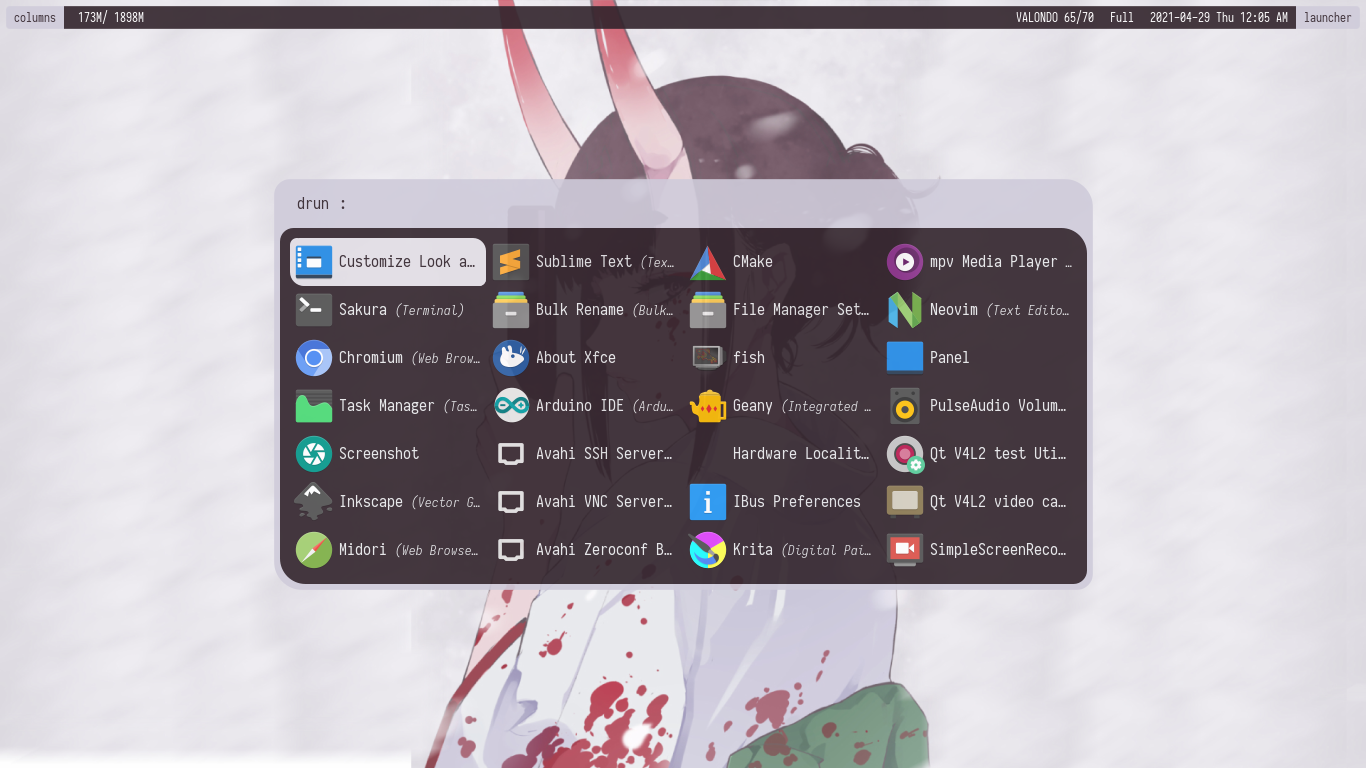 columns 173M/ 1898M VALONDO 65/70 Full 2021-04-29 Thu 12:05 AM launcher
drun :
Customize Look a… Sublime Text (Tex… CMake mpv Media Player …
Sakura (Terminal) Bulk Rename (Bulk… File Manager Set… Neovim (Text Edito…
Chromium (Web Brow… About Xfce fish Panel
Task Manager (Tas… Arduino IDE (Ardu… Geany (Integrated … PulseAudio Volum…
Screenshot Avahi SSH Server… Hardware Localit… Qt V4L2 test Uti…
Inkscape (Vector G… Avahi VNC Server… IBus Preferences Qt V4L2 video ca…
Midori (Web Browse… Avahi Zeroconf B… Krita (Digital Pai… SimpleScreenReco…